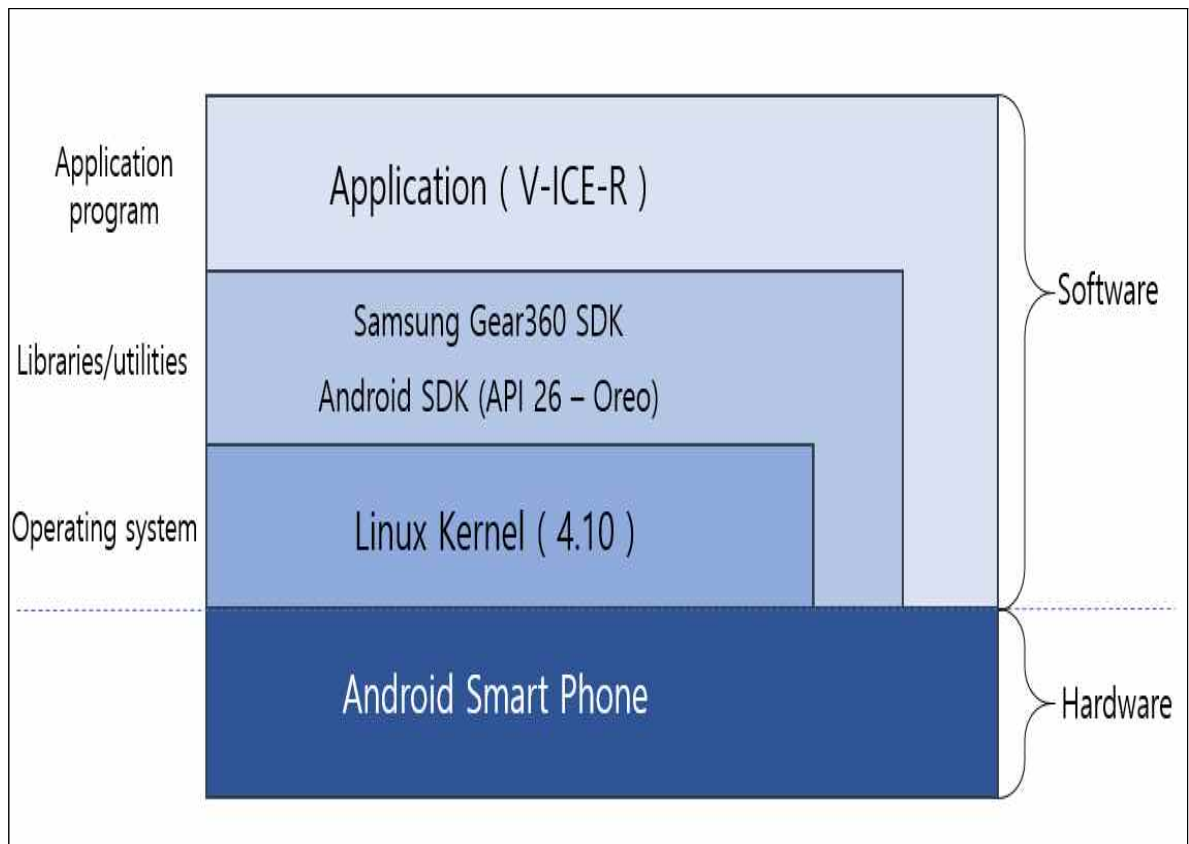 Application
program
Application ( V-ICE-R )
Software
Samsung Gear360 SDK
Libraries/utilities
Android SDK (API 26 – Oreo)
Operating system
Linux Kernel ( 4.10 )
Android Smart Phone
Hardware